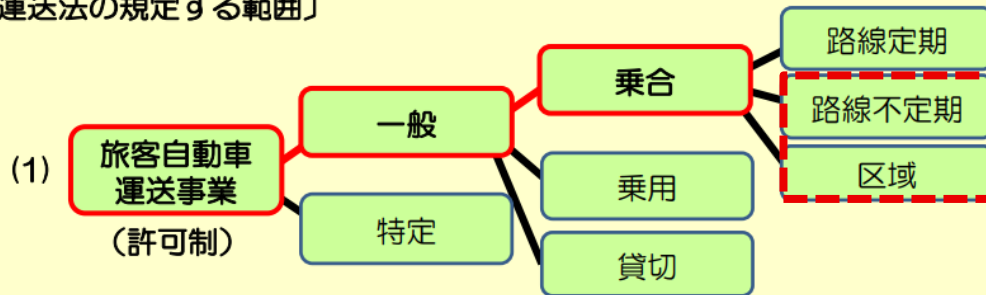 運送法の規定する範囲」
路線定期
乗合
路線不定期
一般
(1)
旅客自動車
運送事業
区域
乗用
(許可制)
特定
貸切